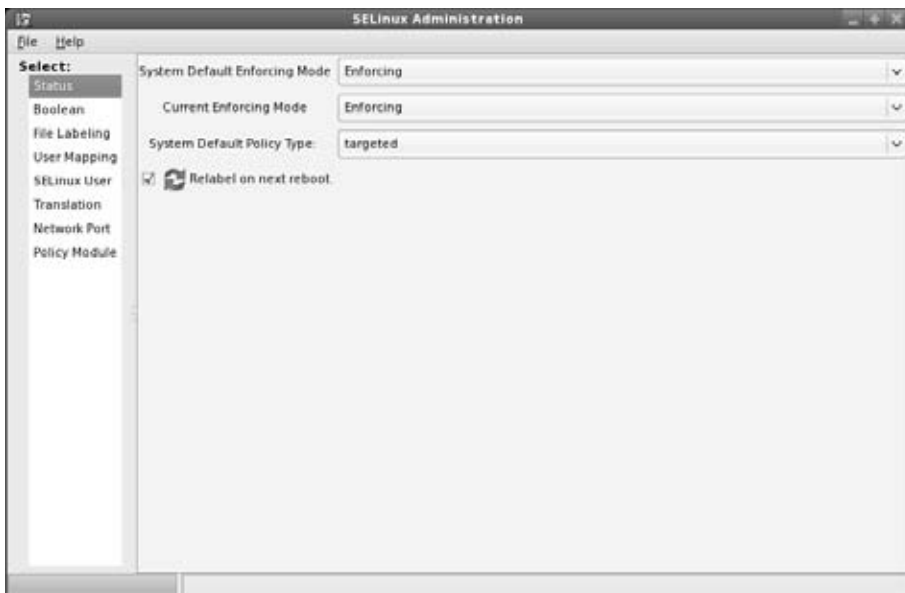 SELinux Administration
File Help
Select:
Status
Boolean
File Labeling
User Mapping
SELinux User
Translation
Network Port
Policy Module
System Default Enforcing Mode Enforcing
Current Enforcing Mode Enforcing
System Default Policy Type: targeted
Relabel on next reboot.